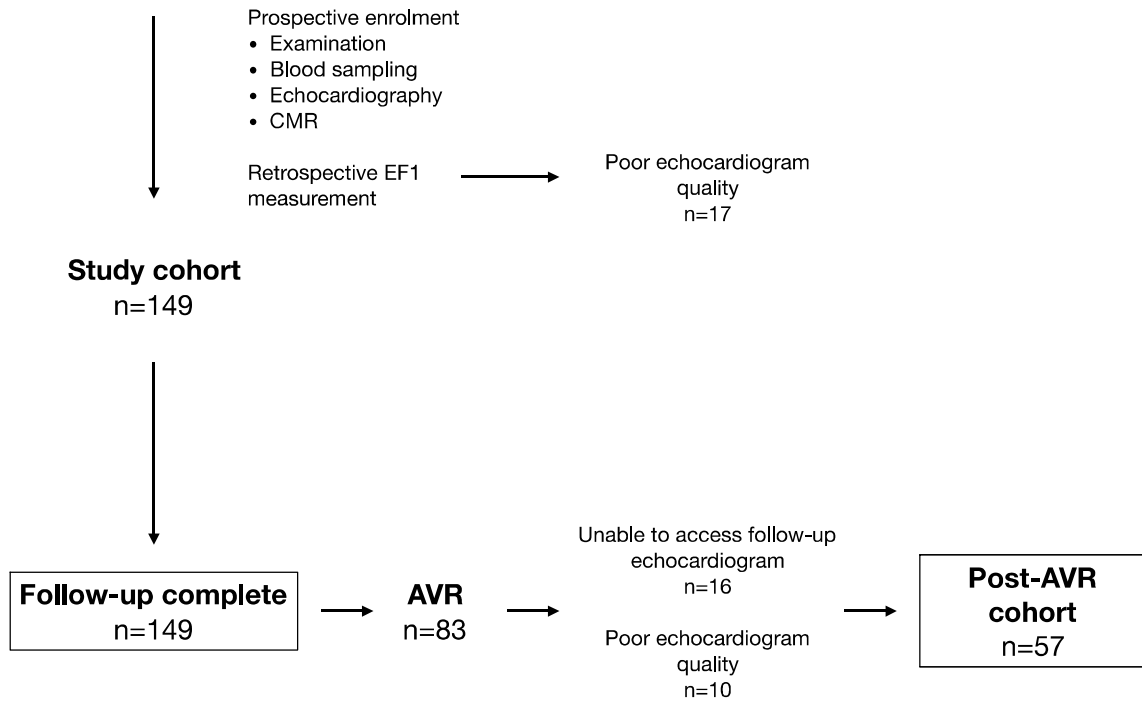 Prospective enrolment
• Examination
• Blood sampling
• Echocardiography
• CMR
Retrospective EF1
measurement
Poor echocardiogram
quality
n=17
Study cohort
n=149
Follow-up complete
n=149
AVR
n=83
Unable to access follow-up
echocardiogram
n=16
Poor echocardiogram
quality
n=10
Post-AVR
cohort
n=57